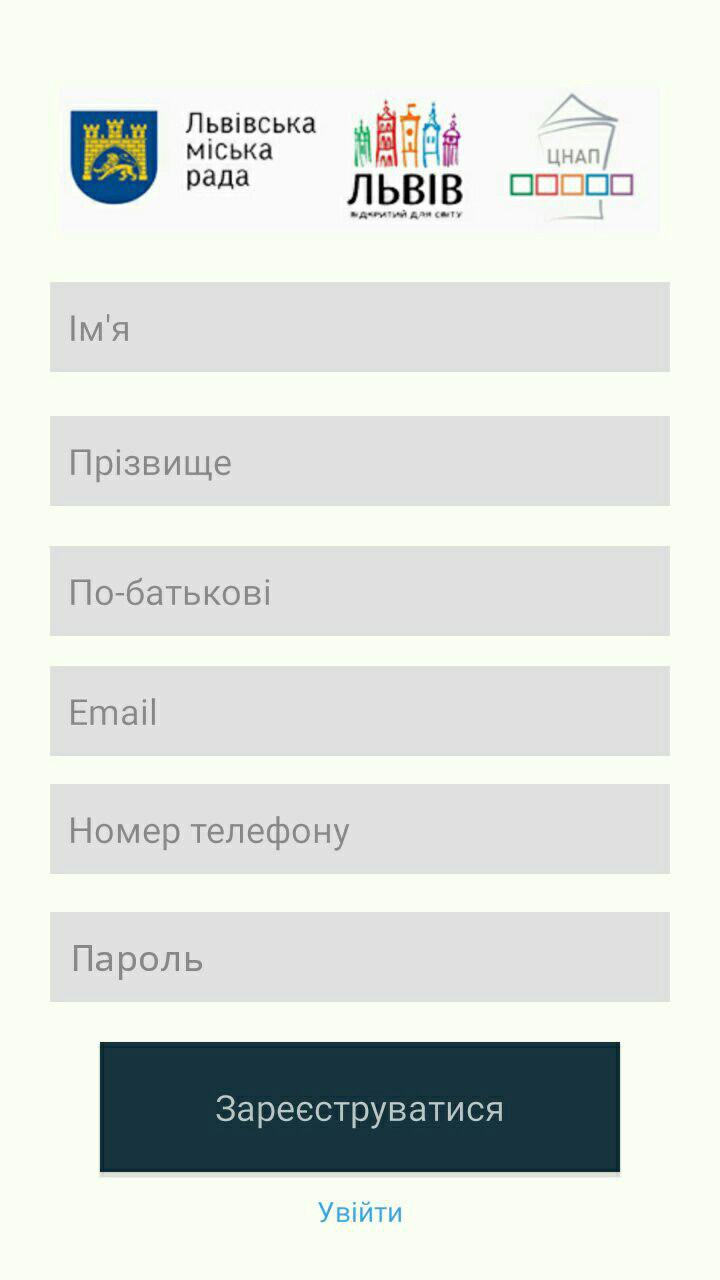 Львівська
міська
рада
ЛЬВІВ
ВІДКРИТИЙ ДЛЯ СВІТУ
ЦНАП
Ім'я
Прізвище
По-батькові
Email
Номер телефону
Пароль
Зареєструватися
Увійти